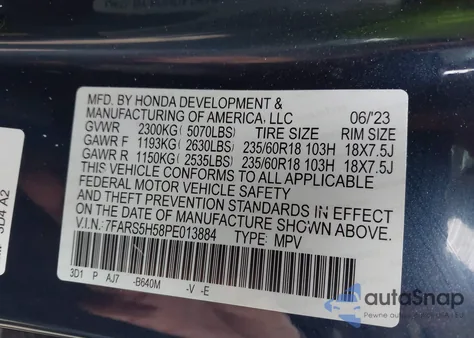 MFD. BY HONDA DEVELOPMENT &
MANUFACTURING OF AMERICA, LLC 06/'23
GVWR 2300KG(5070LBS) TIRE SIZE RIM SIZE
GAWR F 1193KG(2630LBS) 235/60R18 103H 18X7.5J
GAWR R 1150KG(2535LBS) 235/60R18 103H 18X7.5J
THIS VEHICLE CONFORMS TO ALL APPLICABLE
FEDERAL MOTOR VEHICLE SAFETY
AND THEFT PREVENTION STANDARDS IN EFFECT
ON THE DATE OF MANUFACTURE SHOWN ABOVE.
V.I.N.: 7FARS5H58PE013884 TYPE: MPV
3D1 P AJ7 -B640M -V -E
5D4 A2
autoSnap